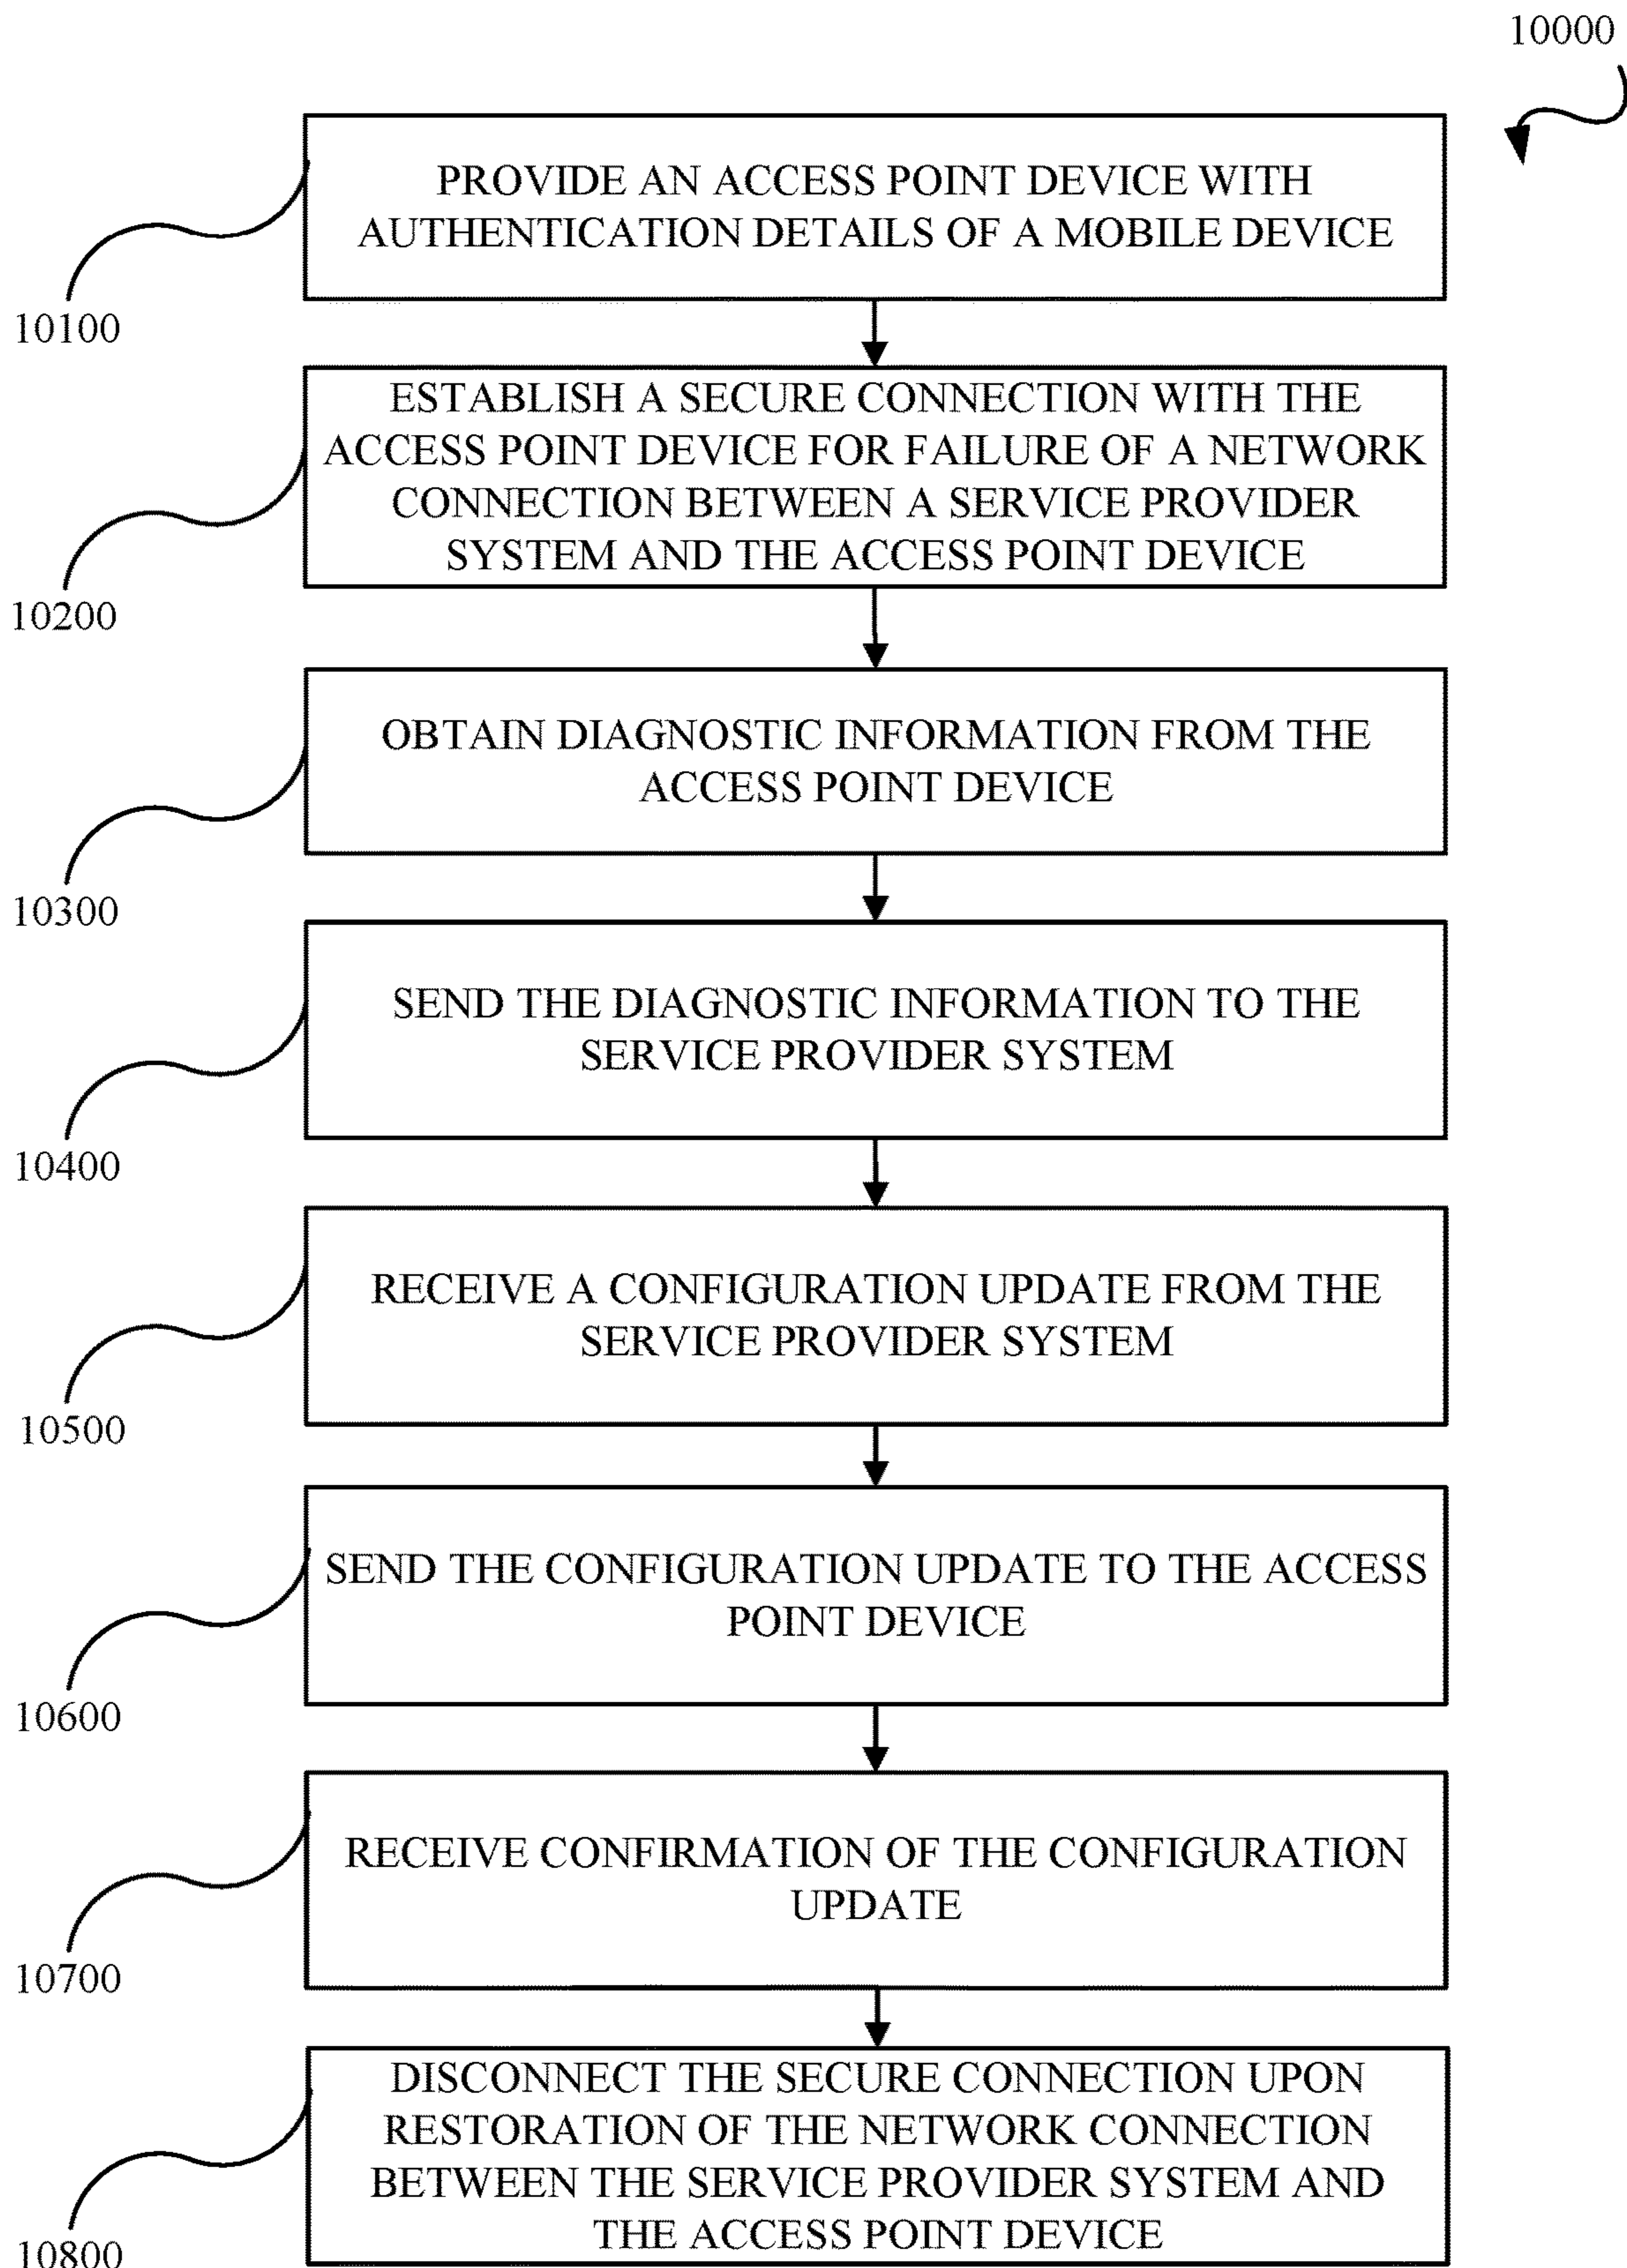 10000
PROVIDE AN ACCESS POINT DEVICE WITH
AUTHENTICATION DETAILS OF A MOBILE DEVICE
10100
ESTABLISH A SECURE CONNECTION WITH THE
ACCESS POINT DEVICE FOR FAILURE OF A NETWORK
CONNECTION BETWEEN A SERVICE PROVIDER
SYSTEM AND THE ACCESS POINT DEVICE
10200
OBTAIN DIAGNOSTIC INFORMATION FROM THE
ACCESS POINT DEVICE
10300
SEND THE DIAGNOSTIC INFORMATION TO THE
SERVICE PROVIDER SYSTEM
10400
RECEIVE A CONFIGURATION UPDATE FROM THE
SERVICE PROVIDER SYSTEM
10500
SEND THE CONFIGURATION UPDATE TO THE ACCESS
POINT DEVICE
10600
RECEIVE CONFIRMATION OF THE CONFIGURATION
UPDATE
10700
DISCONNECT THE SECURE CONNECTION UPON
RESTORATION OF THE NETWORK CONNECTION
BETWEEN THE SERVICE PROVIDER SYSTEM AND
THE ACCESS POINT DEVICE
10800